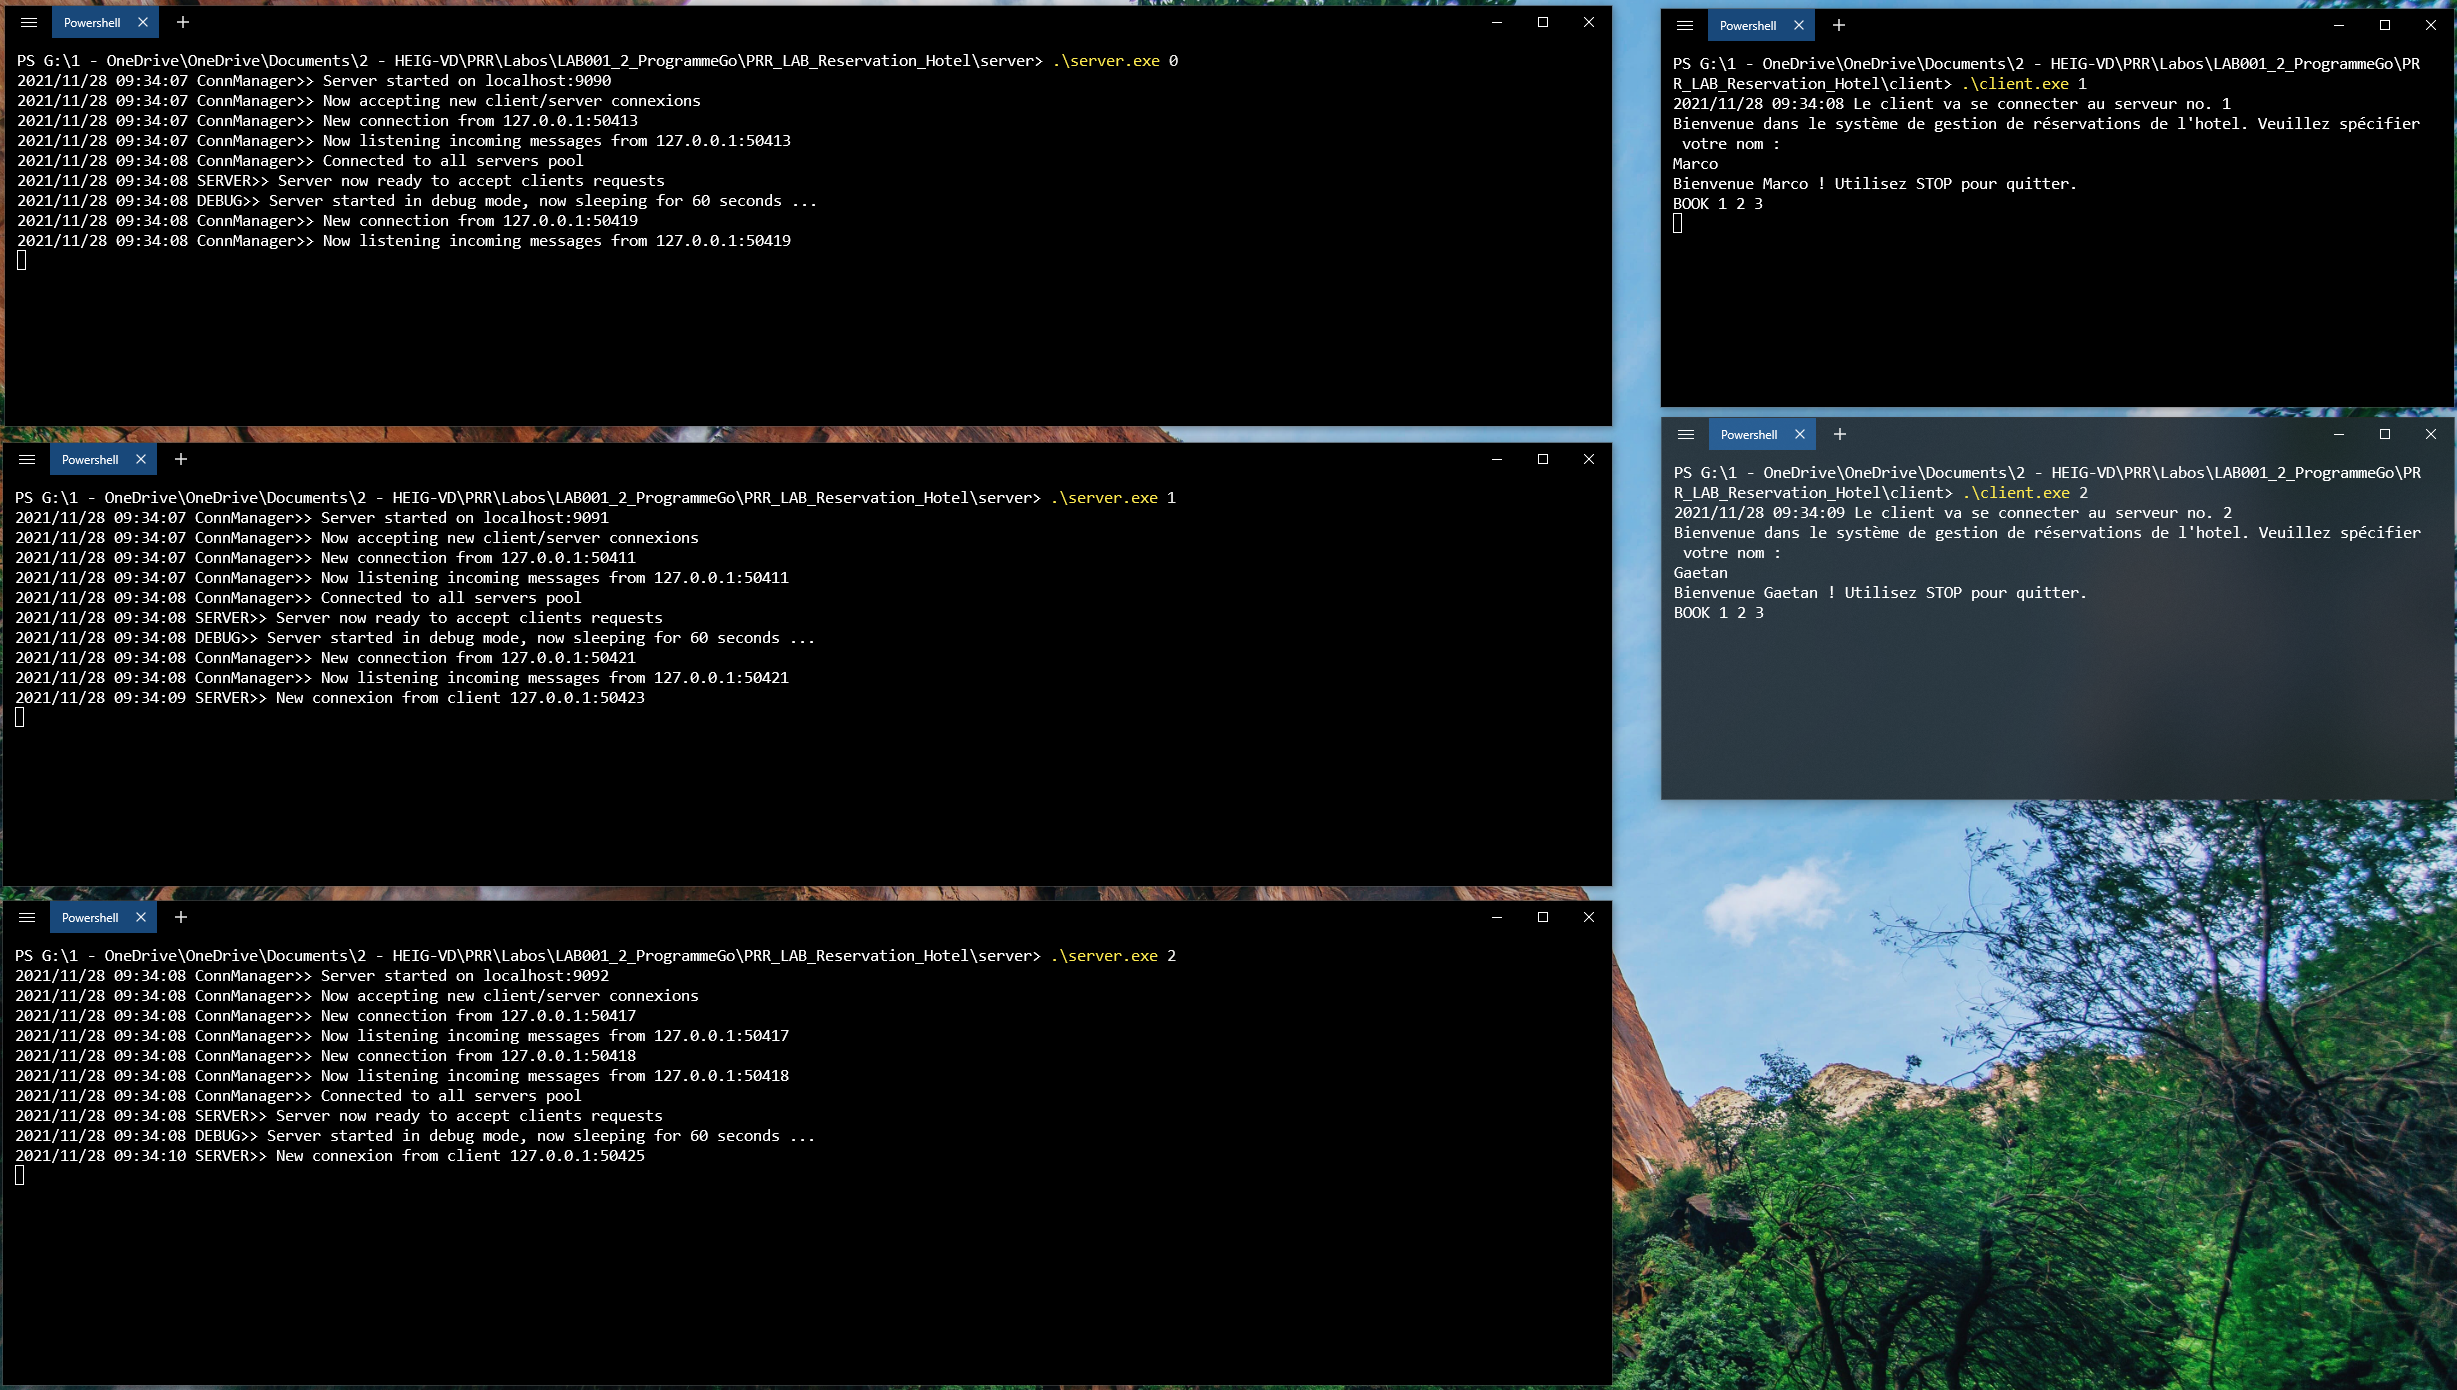 Powershell
PS G:\1 - OneDrive\OneDrive\Documents\2 - HEIG-VD\PRR\Labos\LAB001_2_ProgrammeGo\PRR_LAB_Reservation_Hotel\server> .\server.exe 0
2021/11/28 09:34:07 ConnManager>> Server started on localhost:9090
2021/11/28 09:34:07 ConnManager>> Now accepting new client/server connexions
2021/11/28 09:34:07 ConnManager>> New connection from 127.0.0.1:50413
2021/11/28 09:34:07 ConnManager>> Now listening incoming messages from 127.0.0.1:50413
2021/11/28 09:34:08 ConnManager>> Connected to all servers pool
2021/11/28 09:34:08 SERVER>> Server now ready to accept clients requests
2021/11/28 09:34:08 DEBUG>> Server started in debug mode, now sleeping for 60 seconds ...
2021/11/28 09:34:08 ConnManager>> New connection from 127.0.0.1:50419
2021/11/28 09:34:08 ConnManager>> Now listening incoming messages from 127.0.0.1:50419
Powershell
PS G:\1 - OneDrive\OneDrive\Documents\2 - HEIG-VD\PRR\Labos\LAB001_2_ProgrammeGo\PRR_LAB_Reservation_Hotel\server> .\server.exe 1
2021/11/28 09:34:07 ConnManager>> Server started on localhost:9091
2021/11/28 09:34:07 ConnManager>> Now accepting new client/server connexions
2021/11/28 09:34:07 ConnManager>> New connection from 127.0.0.1:50411
2021/11/28 09:34:07 ConnManager>> Now listening incoming messages from 127.0.0.1:50411
2021/11/28 09:34:08 ConnManager>> Connected to all servers pool
2021/11/28 09:34:08 SERVER>> Server now ready to accept clients requests
2021/11/28 09:34:08 DEBUG>> Server started in debug mode, now sleeping for 60 seconds ...
2021/11/28 09:34:08 ConnManager>> New connection from 127.0.0.1:50421
2021/11/28 09:34:08 ConnManager>> Now listening incoming messages from 127.0.0.1:50421
2021/11/28 09:34:09 SERVER>> New connexion from client 127.0.0.1:50423
Powershell
PS G:\1 - OneDrive\OneDrive\Documents\2 - HEIG-VD\PRR\Labos\LAB001_2_ProgrammeGo\PRR_LAB_Reservation_Hotel\server> .\server.exe 2
2021/11/28 09:34:08 ConnManager>> Server started on localhost:9092
2021/11/28 09:34:08 ConnManager>> Now accepting new client/server connexions
2021/11/28 09:34:08 ConnManager>> New connection from 127.0.0.1:50417
2021/11/28 09:34:08 ConnManager>> Now listening incoming messages from 127.0.0.1:50417
2021/11/28 09:34:08 ConnManager>> New connection from 127.0.0.1:50418
2021/11/28 09:34:08 ConnManager>> Now listening incoming messages from 127.0.0.1:50418
2021/11/28 09:34:08 ConnManager>> Connected to all servers pool
2021/11/28 09:34:08 SERVER>> Server now ready to accept clients requests
2021/11/28 09:34:08 DEBUG>> Server started in debug mode, now sleeping for 60 seconds ...
2021/11/28 09:34:10 SERVER>> New connexion from client 127.0.0.1:50425
Powershell
PS G:\1 - OneDrive\OneDrive\Documents\2 - HEIG-VD\PRR\Labos\LAB001_2_ProgrammeGo\PR
R_LAB_Reservation_Hotel\client> .\client.exe 1
2021/11/28 09:34:08 Le client va se connecter au serveur no. 1
Bienvenue dans le système de gestion de réservations de l'hotel. Veuillez spécifier
votre nom :
Marco
Bienvenue Marco ! Utilisez STOP pour quitter.
BOOK 1 2 3
Powershell
PS G:\1 - OneDrive\OneDrive\Documents\2 - HEIG-VD\PRR\Labos\LAB001_2_ProgrammeGo\PR
R_LAB_Reservation_Hotel\client> .\client.exe 2
2021/11/28 09:34:09 Le client va se connecter au serveur no. 2
Bienvenue dans le système de gestion de réservations de l'hotel. Veuillez spécifier
votre nom :
Gaetan
Bienvenue Gaetan ! Utilisez STOP pour quitter.
BOOK 1 2 3